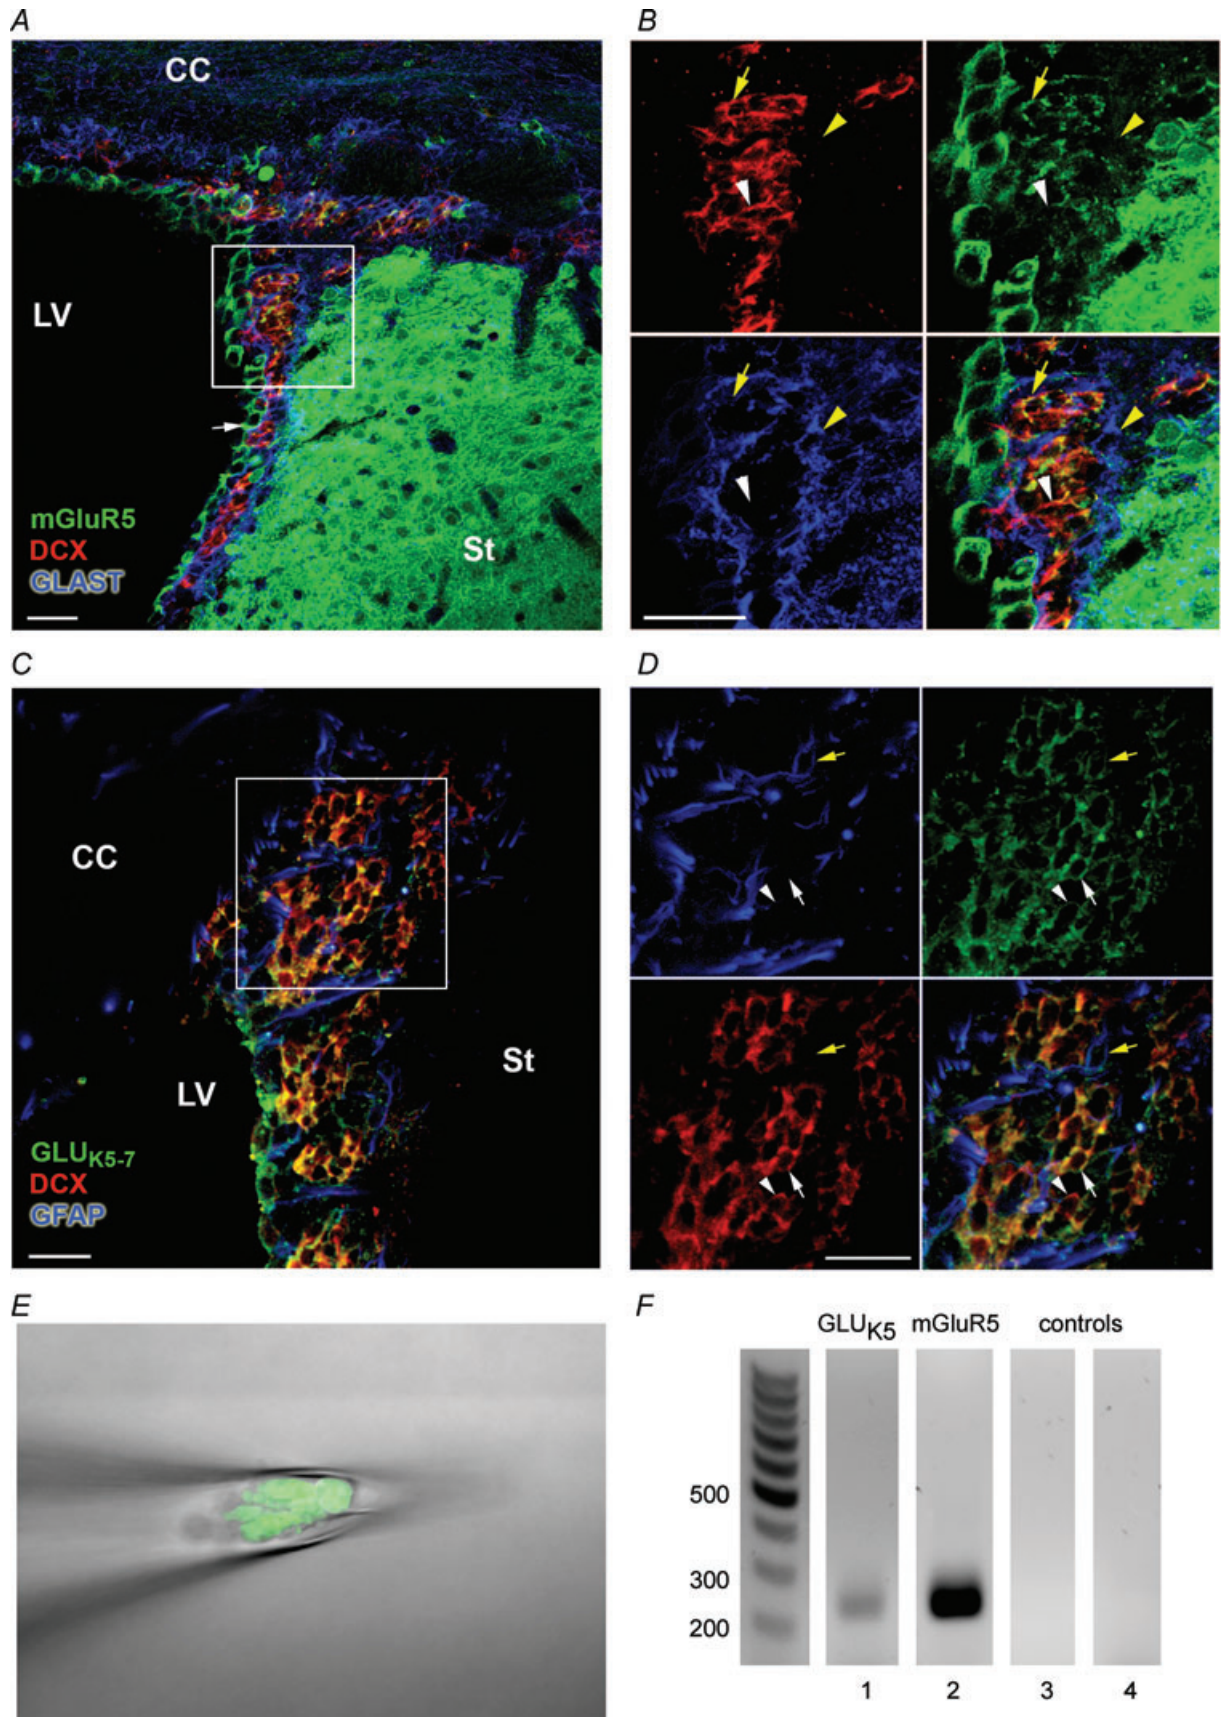 A
CC
LV
mGluR5
DCX
GLAST
St
B
C
CC
LV
St
GLUK5-7
DCX
GFAP
D
E
F
GLUK5 mGluR5 controls
500
300
200
1 2 3 4